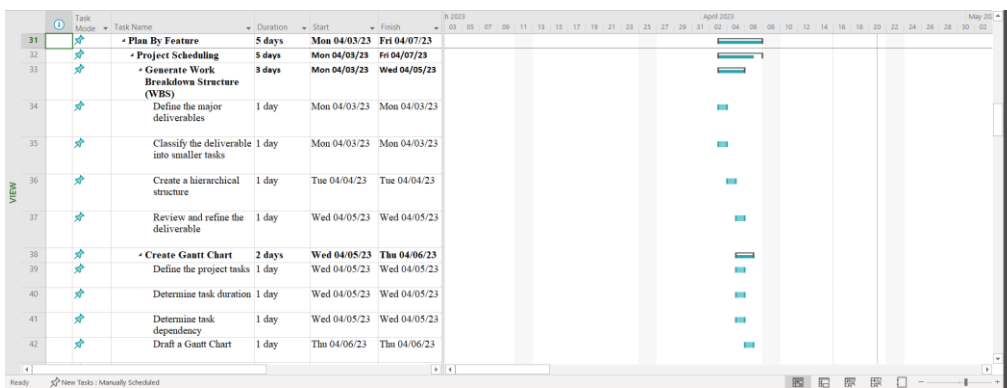 h 2023 April 2023 May 202
Task Mode Task Name Duration Start Finish 03 05 07 09 11 13 15 17 19 21 23 25 27 29 31 02 04 06 08 10 12 14 16 18 20 22 24 26 28 30 02
31 Plan By Feature 5 days Mon 04/03/23 Fri 04/07/23
32 Project Scheduling 5 days Mon 04/03/23 Fri 04/07/23
33 Generate Work 3 days Mon 04/03/23 Wed 04/05/23
Breakdown Structure
(WBS)
34 Define the major 1 day Mon 04/03/23 Mon 04/03/23
deliverables
35 Classify the deliverable 1 day Mon 04/03/23 Mon 04/03/23
into smaller tasks
36 Create a hierarchical 1 day Tue 04/04/23 Tue 04/04/23
structure
37 Review and refine the 1 day Wed 04/05/23 Wed 04/05/23
deliverable
38 Create Gantt Chart 2 days Wed 04/05/23 Thu 04/06/23
39 Define the project tasks 1 day Wed 04/05/23 Wed 04/05/23
40 Determine task duration 1 day Wed 04/05/23 Wed 04/05/23
41 Determine task 1 day Wed 04/05/23 Wed 04/05/23
dependency
42 Draft a Gantt Chart 1 day Thu 04/06/23 Thu 04/06/23
VIEW
Ready New Tasks : Manually Scheduled